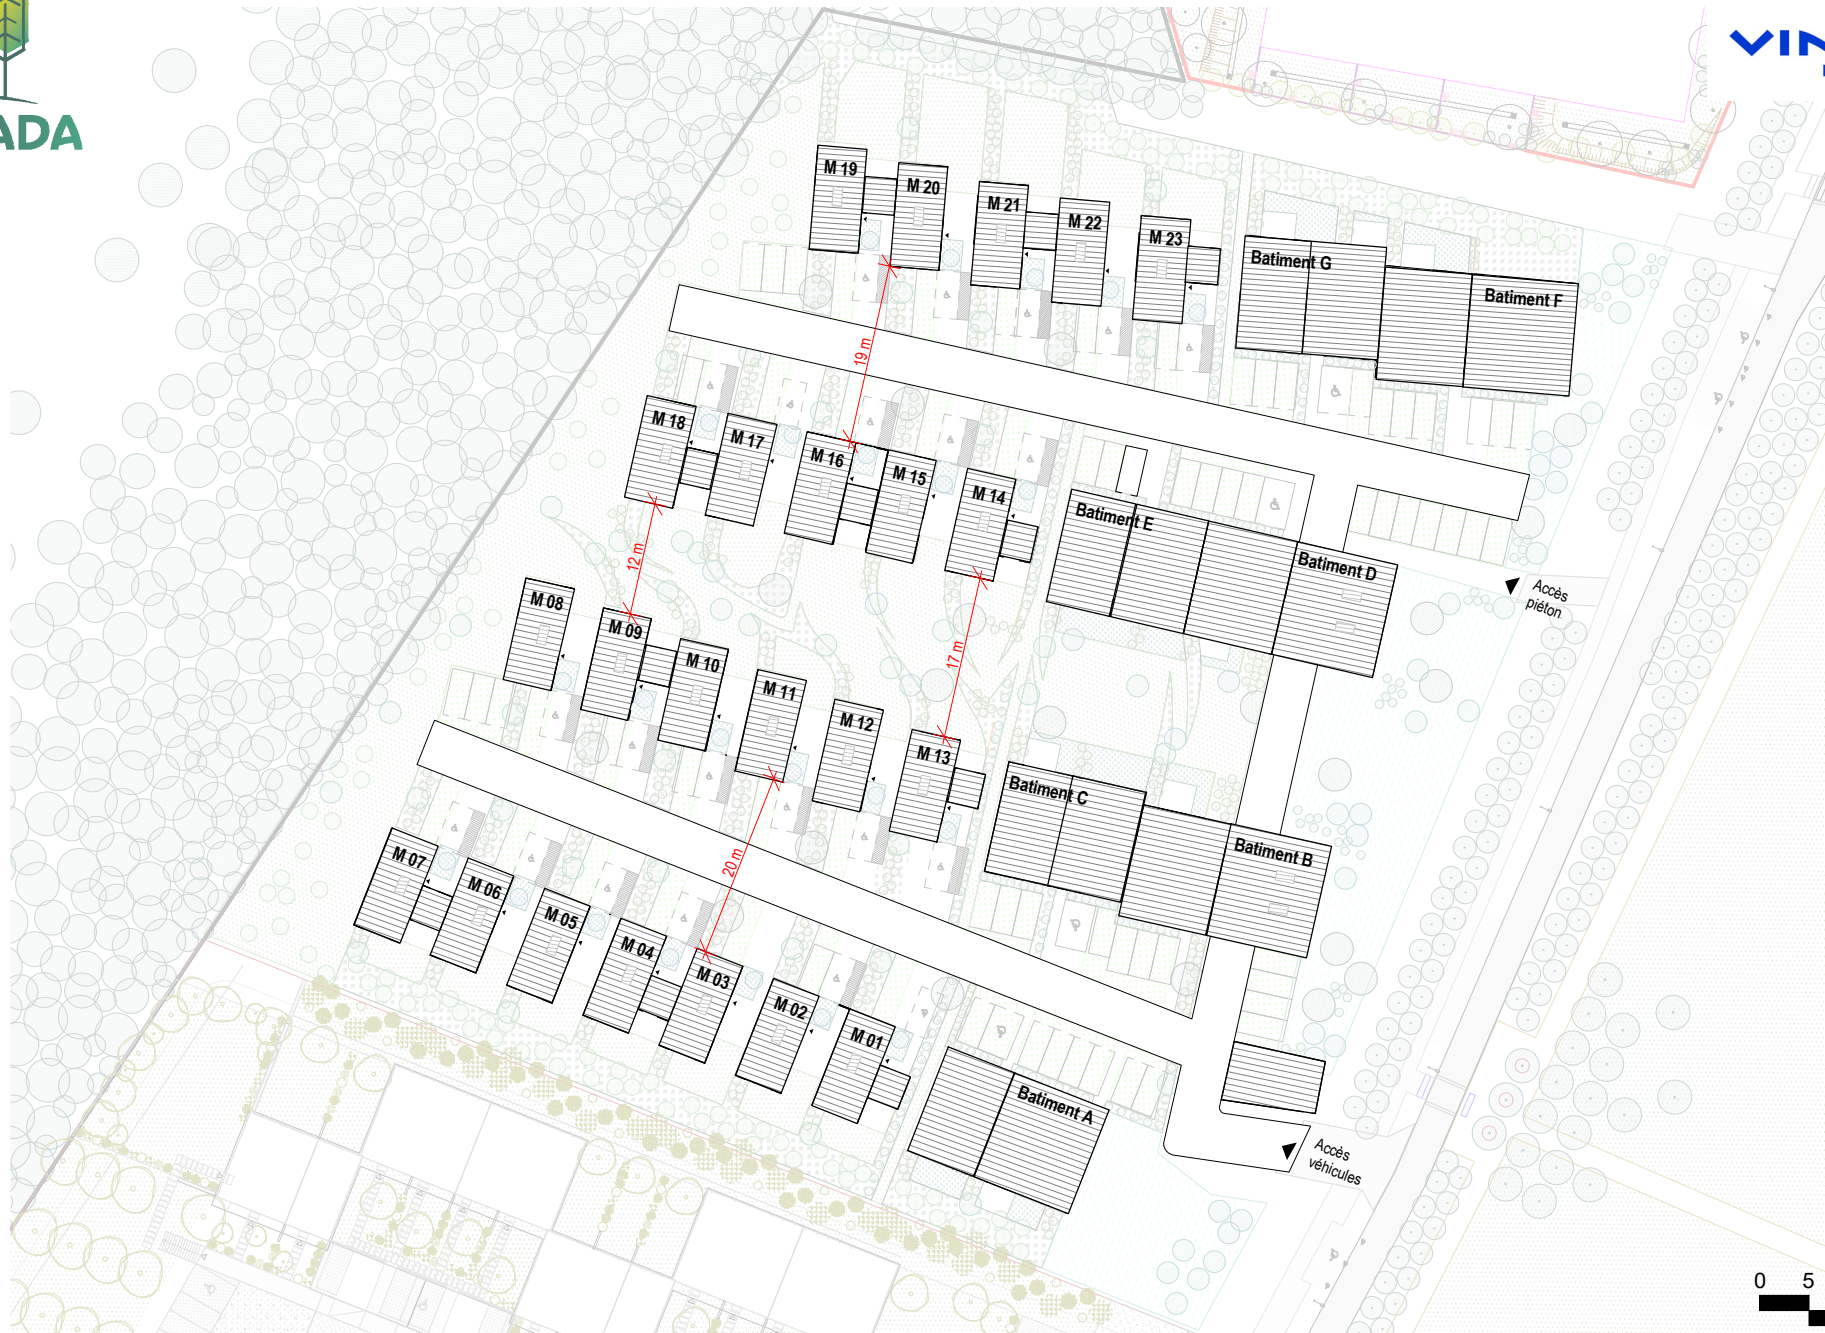 ADA
VIN
M 19
M 20
M 21
M 22
M 23
Batiment G
Batiment F
19 m
M 18
M 17
M 16
M 15
M 14
Batiment E
Batiment D
12 m
Accès
piéton
M 08
M 09
M 10
M 11
M 12
M 13
17 m
Batiment C
Batiment B
20 m
M 07
M 06
M 05
M 04
M 03
M 02
M 01
Batiment A
Accès
véhicules
0 5